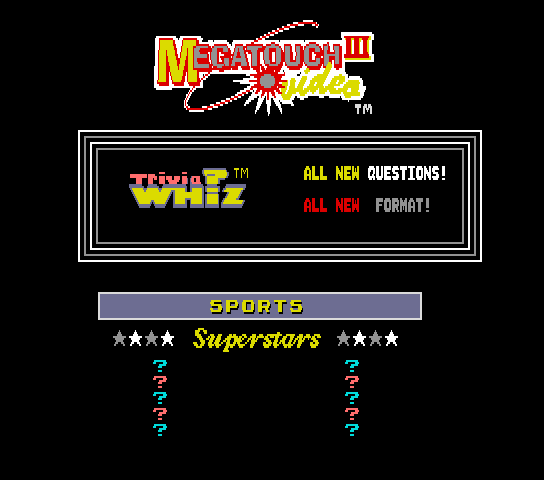 MEGATOUCH III
video
TM
Trivia? TM
WHiZ
ALL NEW QUESTIONS!
ALL NEW FORMAT!
SPORTS
Superstars
? ?
? ?
? ?
? ?
? ?